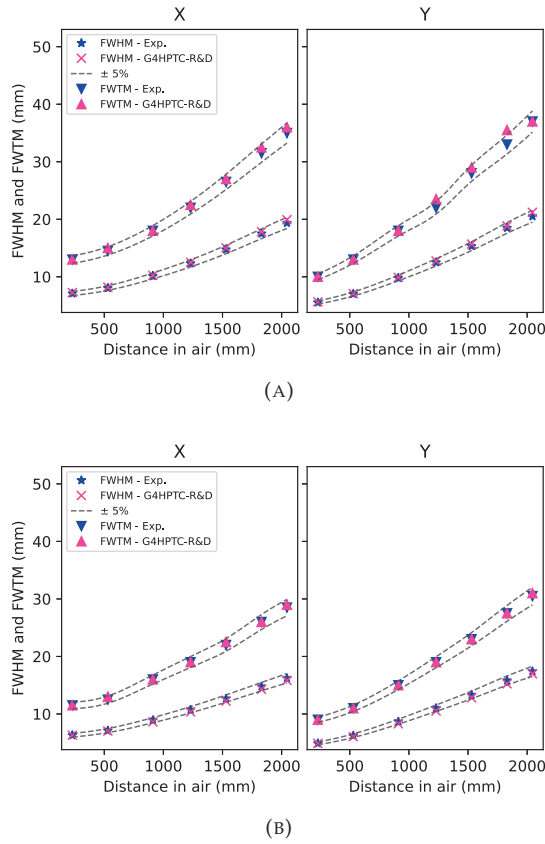 X
Y
FWHM and FWTM (mm)
50
40
30
20
10
FWHM - Exp.
FWHM - G4HPTC-R&D
± 5%
FWTM - Exp.
FWTM - G4HPTC-R&D
500
1000
1500
2000
500
1000
1500
2000
Distance in air (mm)
Distance in air (mm)
(A)
X
Y
FWHM and FWTM (mm)
50
40
30
20
10
FWHM - Exp.
FWHM - G4HPTC-R&D
± 5%
FWTM - Exp.
FWTM - G4HPTC-R&D
500
1000
1500
2000
500
1000
1500
2000
Distance in air (mm)
Distance in air (mm)
(B)